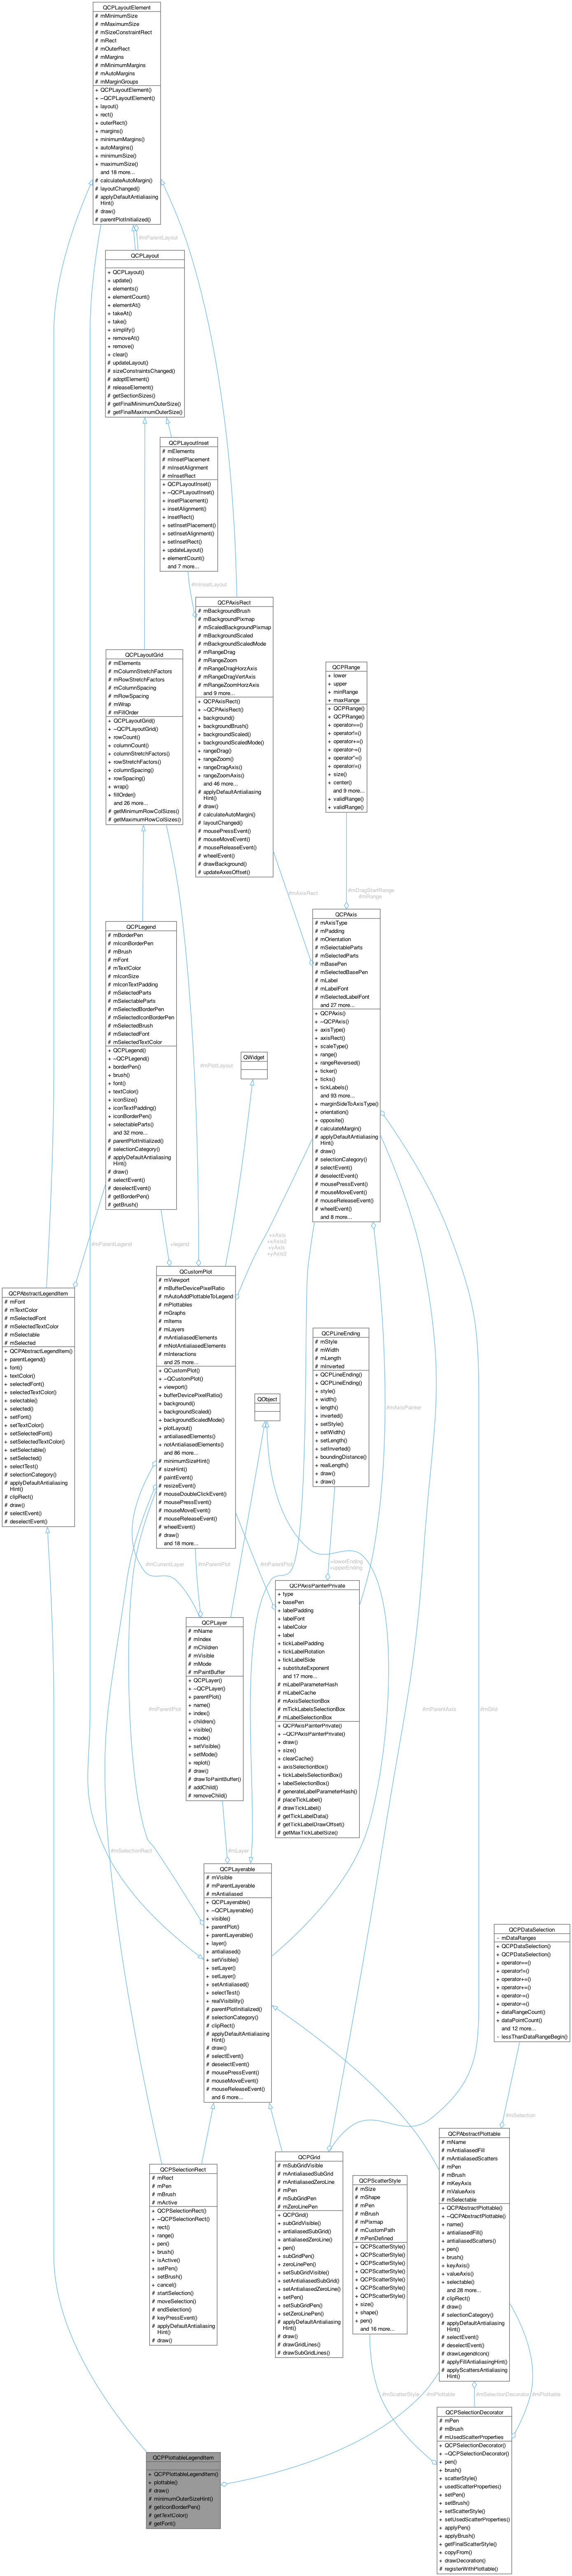 QCPLayoutElement
# mMinimumSize
# mMaximumSize
# mSizeConstraintRect
# mRect
# mOuterRect
# mMargins
# mMinimumMargins
# mAutoMargins
# mMarginGroups
+ QCPLayoutElement()
+ ~QCPLayoutElement()
+ layout()
+ rect()
+ outerRect()
+ margins()
+ minimumMargins()
+ autoMargins()
+ minimumSize()
+ maximumSize()
and 18 more...
# calculateAutoMargin()
# layoutChanged()
# applyDefaultAntialiasing
Hint()
# draw()
# parentPlotInitialized()
#mParentLayout
QCPLayout
+ QCPLayout()
+ update()
+ elements()
+ elementCount()
+ elementAt()
+ takeAt()
+ take()
+ simplify()
+ removeAt()
+ remove()
+ clear()
# updateLayout()
# sizeConstraintsChanged()
# adoptElement()
# releaseElement()
# getSectionSizes()
# getFinalMinimumOuterSize()
# getFinalMaximumOuterSize()
QCPLayoutInset
# mElements
# mInsetPlacement
# mInsetAlignment
# mInsetRect
+ QCPLayoutInset()
+ ~QCPLayoutInset()
+ insetPlacement()
+ insetAlignment()
+ insetRect()
+ setInsetPlacement()
+ setInsetAlignment()
+ setInsetRect()
+ updateLayout()
+ elementCount()
and 7 more...
#mInsetLayout
QCPAxisRect
# mBackgroundBrush
# mBackgroundPixmap
# mScaledBackgroundPixmap
# mBackgroundScaled
# mBackgroundScaledMode
# mRangeDrag
# mRangeZoom
# mRangeDragHorzAxis
# mRangeDragVertAxis
# mRangeZoomHorzAxis
and 9 more...
+ QCPAxisRect()
+ ~QCPAxisRect()
+ background()
+ backgroundBrush()
+ backgroundScaled()
+ backgroundScaledMode()
+ rangeDrag()
+ rangeZoom()
+ rangeDragAxis()
+ rangeZoomAxis()
and 46 more...
# applyDefaultAntialiasing
Hint()
# draw()
# calculateAutoMargin()
# layoutChanged()
# mousePressEvent()
# mouseMoveEvent()
# mouseReleaseEvent()
# wheelEvent()
# drawBackground()
# updateAxesOffset()
QCPLayoutGrid
# mElements
# mColumnStretchFactors
# mRowStretchFactors
# mColumnSpacing
# mRowSpacing
# mWrap
# mFillOrder
+ QCPLayoutGrid()
+ ~QCPLayoutGrid()
+ rowCount()
+ columnCount()
+ columnStretchFactors()
+ rowStretchFactors()
+ columnSpacing()
+ rowSpacing()
+ wrap()
+ fillOrder()
and 26 more...
# getMinimumRowColSizes()
# getMaximumRowColSizes()
QCPRange
+ lower
+ upper
+ minRange
+ maxRange
+ QCPRange()
+ QCPRange()
+ operator==()
+ operator!=()
+ operator+=()
+ operator-=()
+ operator*=()
+ operator/=()
+ size()
+ center()
and 9 more...
+ validRange()
+ validRange()
#mAxisRect
#mDragStartRange
#mRange
QCPAxis
# mAxisType
# mPadding
# mOrientation
# mSelectableParts
# mSelectedParts
# mBasePen
# mSelectedBasePen
# mLabel
# mLabelFont
# mSelectedLabelFont
and 27 more...
+ QCPAxis()
+ ~QCPAxis()
+ axisType()
+ axisRect()
+ scaleType()
+ range()
+ rangeReversed()
+ ticker()
+ ticks()
+ tickLabels()
and 93 more...
+ marginSideToAxisType()
+ orientation()
+ opposite()
# calculateMargin()
# applyDefaultAntialiasing
Hint()
# draw()
# selectionCategory()
# selectEvent()
# deselectEvent()
# mousePressEvent()
# mouseMoveEvent()
# mouseReleaseEvent()
# wheelEvent()
and 8 more...
QCPLegend
# mBorderPen
# mIconBorderPen
# mBrush
# mFont
# mTextColor
# mIconSize
# mIconTextPadding
# mSelectedParts
# mSelectableParts
# mSelectedBorderPen
# mSelectedIconBorderPen
# mSelectedBrush
# mSelectedFont
# mSelectedTextColor
+ QCPLegend()
+ ~QCPLegend()
+ borderPen()
+ brush()
+ font()
+ textColor()
+ iconSize()
+ iconTextPadding()
+ iconBorderPen()
+ selectableParts()
and 32 more...
# parentPlotInitialized()
# selectionCategory()
# applyDefaultAntialiasing
Hint()
# draw()
# selectEvent()
# deselectEvent()
# getBorderPen()
# getBrush()
#mPlotLayout
QWidget
#mParentLegend
+legend
+xAxis
+xAxis2
+yAxis
+yAxis2
QCPAbstractLegendItem
# mFont
# mTextColor
# mSelectedFont
# mSelectedTextColor
# mSelectable
# mSelected
+ QCPAbstractLegendItem()
+ parentLegend()
+ font()
+ textColor()
+ selectedFont()
+ selectedTextColor()
+ selectable()
+ selected()
+ setFont()
+ setTextColor()
+ setSelectedFont()
+ setSelectedTextColor()
+ setSelectable()
+ setSelected()
+ selectTest()
# selectionCategory()
# applyDefaultAntialiasing
Hint()
# clipRect()
# draw()
# selectEvent()
# deselectEvent()
QCustomPlot
# mViewport
# mBufferDevicePixelRatio
# mAutoAddPlottableToLegend
# mPlottables
# mGraphs
# mItems
# mLayers
# mAntialiasedElements
# mNotAntialiasedElements
# mInteractions
and 25 more...
+ QCustomPlot()
+ ~QCustomPlot()
+ viewport()
+ bufferDevicePixelRatio()
+ background()
+ backgroundScaled()
+ backgroundScaledMode()
+ plotLayout()
+ antialiasedElements()
+ notAntialiasedElements()
and 86 more...
# minimumSizeHint()
# sizeHint()
# paintEvent()
# resizeEvent()
# mouseDoubleClickEvent()
# mousePressEvent()
# mouseMoveEvent()
# mouseReleaseEvent()
# wheelEvent()
# draw()
and 18 more...
QCPLineEnding
# mStyle
# mWidth
# mLength
# mInverted
+ QCPLineEnding()
+ QCPLineEnding()
+ style()
+ width()
+ length()
+ inverted()
+ setStyle()
+ setWidth()
+ setLength()
+ setInverted()
+ boundingDistance()
+ realLength()
+ draw()
+ draw()
QObject
#mAxisPainter
#mCurrentLayer
#mParentPlot
#mParentPlot
+lowerEnding
+upperEnding
QCPAxisPainterPrivate
+ type
+ basePen
+ labelPadding
+ labelFont
+ labelColor
+ label
+ tickLabelPadding
+ tickLabelRotation
+ tickLabelSide
+ substituteExponent
and 17 more...
# mLabelParameterHash
# mLabelCache
# mAxisSelectionBox
# mTickLabelsSelectionBox
# mLabelSelectionBox
+ QCPAxisPainterPrivate()
+ ~QCPAxisPainterPrivate()
+ draw()
+ size()
+ clearCache()
+ axisSelectionBox()
+ tickLabelsSelectionBox()
+ labelSelectionBox()
# generateLabelParameterHash()
# placeTickLabel()
# drawTickLabel()
# getTickLabelData()
# getTickLabelDrawOffset()
# getMaxTickLabelSize()
QCPLayer
# mName
# mIndex
# mChildren
# mVisible
# mMode
# mPaintBuffer
+ QCPLayer()
+ ~QCPLayer()
+ parentPlot()
+ name()
+ index()
+ children()
+ visible()
+ mode()
+ setVisible()
+ setMode()
+ replot()
# draw()
# drawToPaintBuffer()
# addChild()
# removeChild()
#mParentPlot
#mParentAxis
#mGrid
#mSelectionRect
#mLayer
QCPLayerable
# mVisible
# mParentLayerable
# mAntialiased
+ QCPLayerable()
+ ~QCPLayerable()
+ visible()
+ parentPlot()
+ parentLayerable()
+ layer()
+ antialiased()
+ setVisible()
+ setLayer()
+ setLayer()
+ setAntialiased()
+ selectTest()
+ realVisibility()
# parentPlotInitialized()
# selectionCategory()
# clipRect()
# applyDefaultAntialiasing
Hint()
# draw()
# selectEvent()
# deselectEvent()
# mousePressEvent()
# mouseMoveEvent()
# mouseReleaseEvent()
and 6 more...
QCPDataSelection
- mDataRanges
+ QCPDataSelection()
+ QCPDataSelection()
+ operator==()
+ operator!=()
+ operator+=()
+ operator+=()
+ operator-=()
+ operator-=()
+ dataRangeCount()
+ dataPointCount()
and 12 more...
- lessThanDataRangeBegin()
#mSelection
QCPSelectionRect
# mRect
# mPen
# mBrush
# mActive
+ QCPSelectionRect()
+ ~QCPSelectionRect()
+ rect()
+ range()
+ pen()
+ brush()
+ isActive()
+ setPen()
+ setBrush()
+ cancel()
# startSelection()
# moveSelection()
# endSelection()
# keyPressEvent()
# applyDefaultAntialiasing
Hint()
# draw()
QCPGrid
# mSubGridVisible
# mAntialiasedSubGrid
# mAntialiasedZeroLine
# mPen
# mSubGridPen
# mZeroLinePen
+ QCPGrid()
+ subGridVisible()
+ antialiasedSubGrid()
+ antialiasedZeroLine()
+ pen()
+ subGridPen()
+ zeroLinePen()
+ setSubGridVisible()
+ setAntialiasedSubGrid()
+ setAntialiasedZeroLine()
+ setPen()
+ setSubGridPen()
+ setZeroLinePen()
# applyDefaultAntialiasing
Hint()
# draw()
# drawGridLines()
# drawSubGridLines()
QCPScatterStyle
# mSize
# mShape
# mPen
# mBrush
# mPixmap
# mCustomPath
# mPenDefined
+ QCPScatterStyle()
+ QCPScatterStyle()
+ QCPScatterStyle()
+ QCPScatterStyle()
+ QCPScatterStyle()
+ QCPScatterStyle()
+ QCPScatterStyle()
+ size()
+ shape()
+ pen()
and 16 more...
QCPAbstractPlottable
# mName
# mAntialiasedFill
# mAntialiasedScatters
# mPen
# mBrush
# mKeyAxis
# mValueAxis
# mSelectable
+ QCPAbstractPlottable()
+ ~QCPAbstractPlottable()
+ name()
+ antialiasedFill()
+ antialiasedScatters()
+ pen()
+ brush()
+ keyAxis()
+ valueAxis()
+ selectable()
and 28 more...
# clipRect()
# draw()
# selectionCategory()
# applyDefaultAntialiasing
Hint()
# selectEvent()
# deselectEvent()
# drawLegendIcon()
# applyFillAntialiasingHint()
# applyScattersAntialiasing
Hint()
#mScatterStyle
#mPlottable
#mSelectionDecorator
#mPlottable
QCPSelectionDecorator
# mPen
# mBrush
# mUsedScatterProperties
+ QCPSelectionDecorator()
+ ~QCPSelectionDecorator()
+ pen()
+ brush()
+ scatterStyle()
+ usedScatterProperties()
+ setPen()
+ setBrush()
+ setScatterStyle()
+ setUsedScatterProperties()
+ applyPen()
+ applyBrush()
+ getFinalScatterStyle()
+ copyFrom()
+ drawDecoration()
# registerWithPlottable()
QCPPlottableLegendItem
+ QCPPlottableLegendItem()
+ plottable()
# draw()
# minimumOuterSizeHint()
# getIconBorderPen()
# getTextColor()
# getFont()